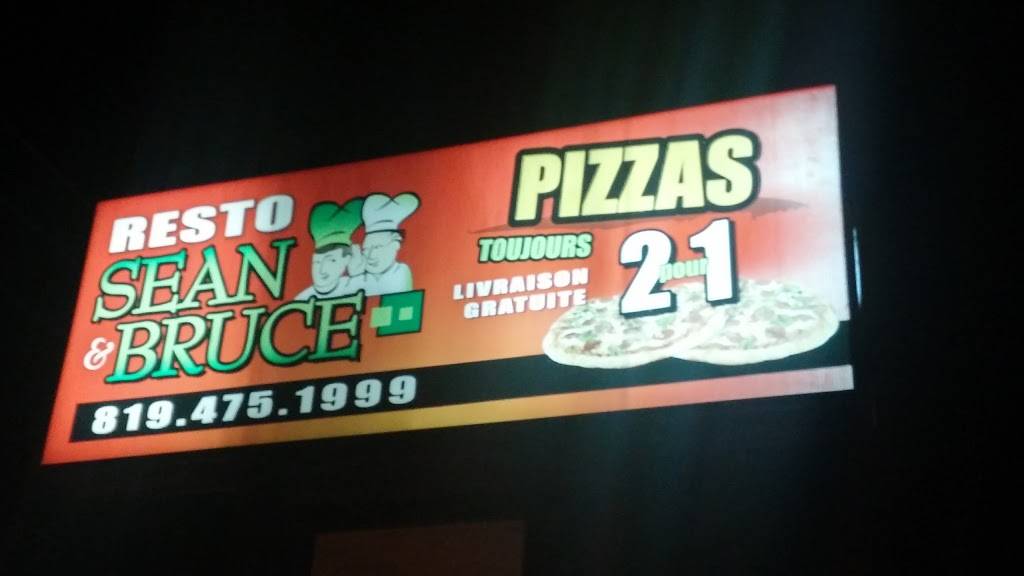 RESTO
SEAN
& BRUCE
819.475.1999
PIZZAS
TOUJOURS
2 pour 1
LIVRAISON
GRATUITE